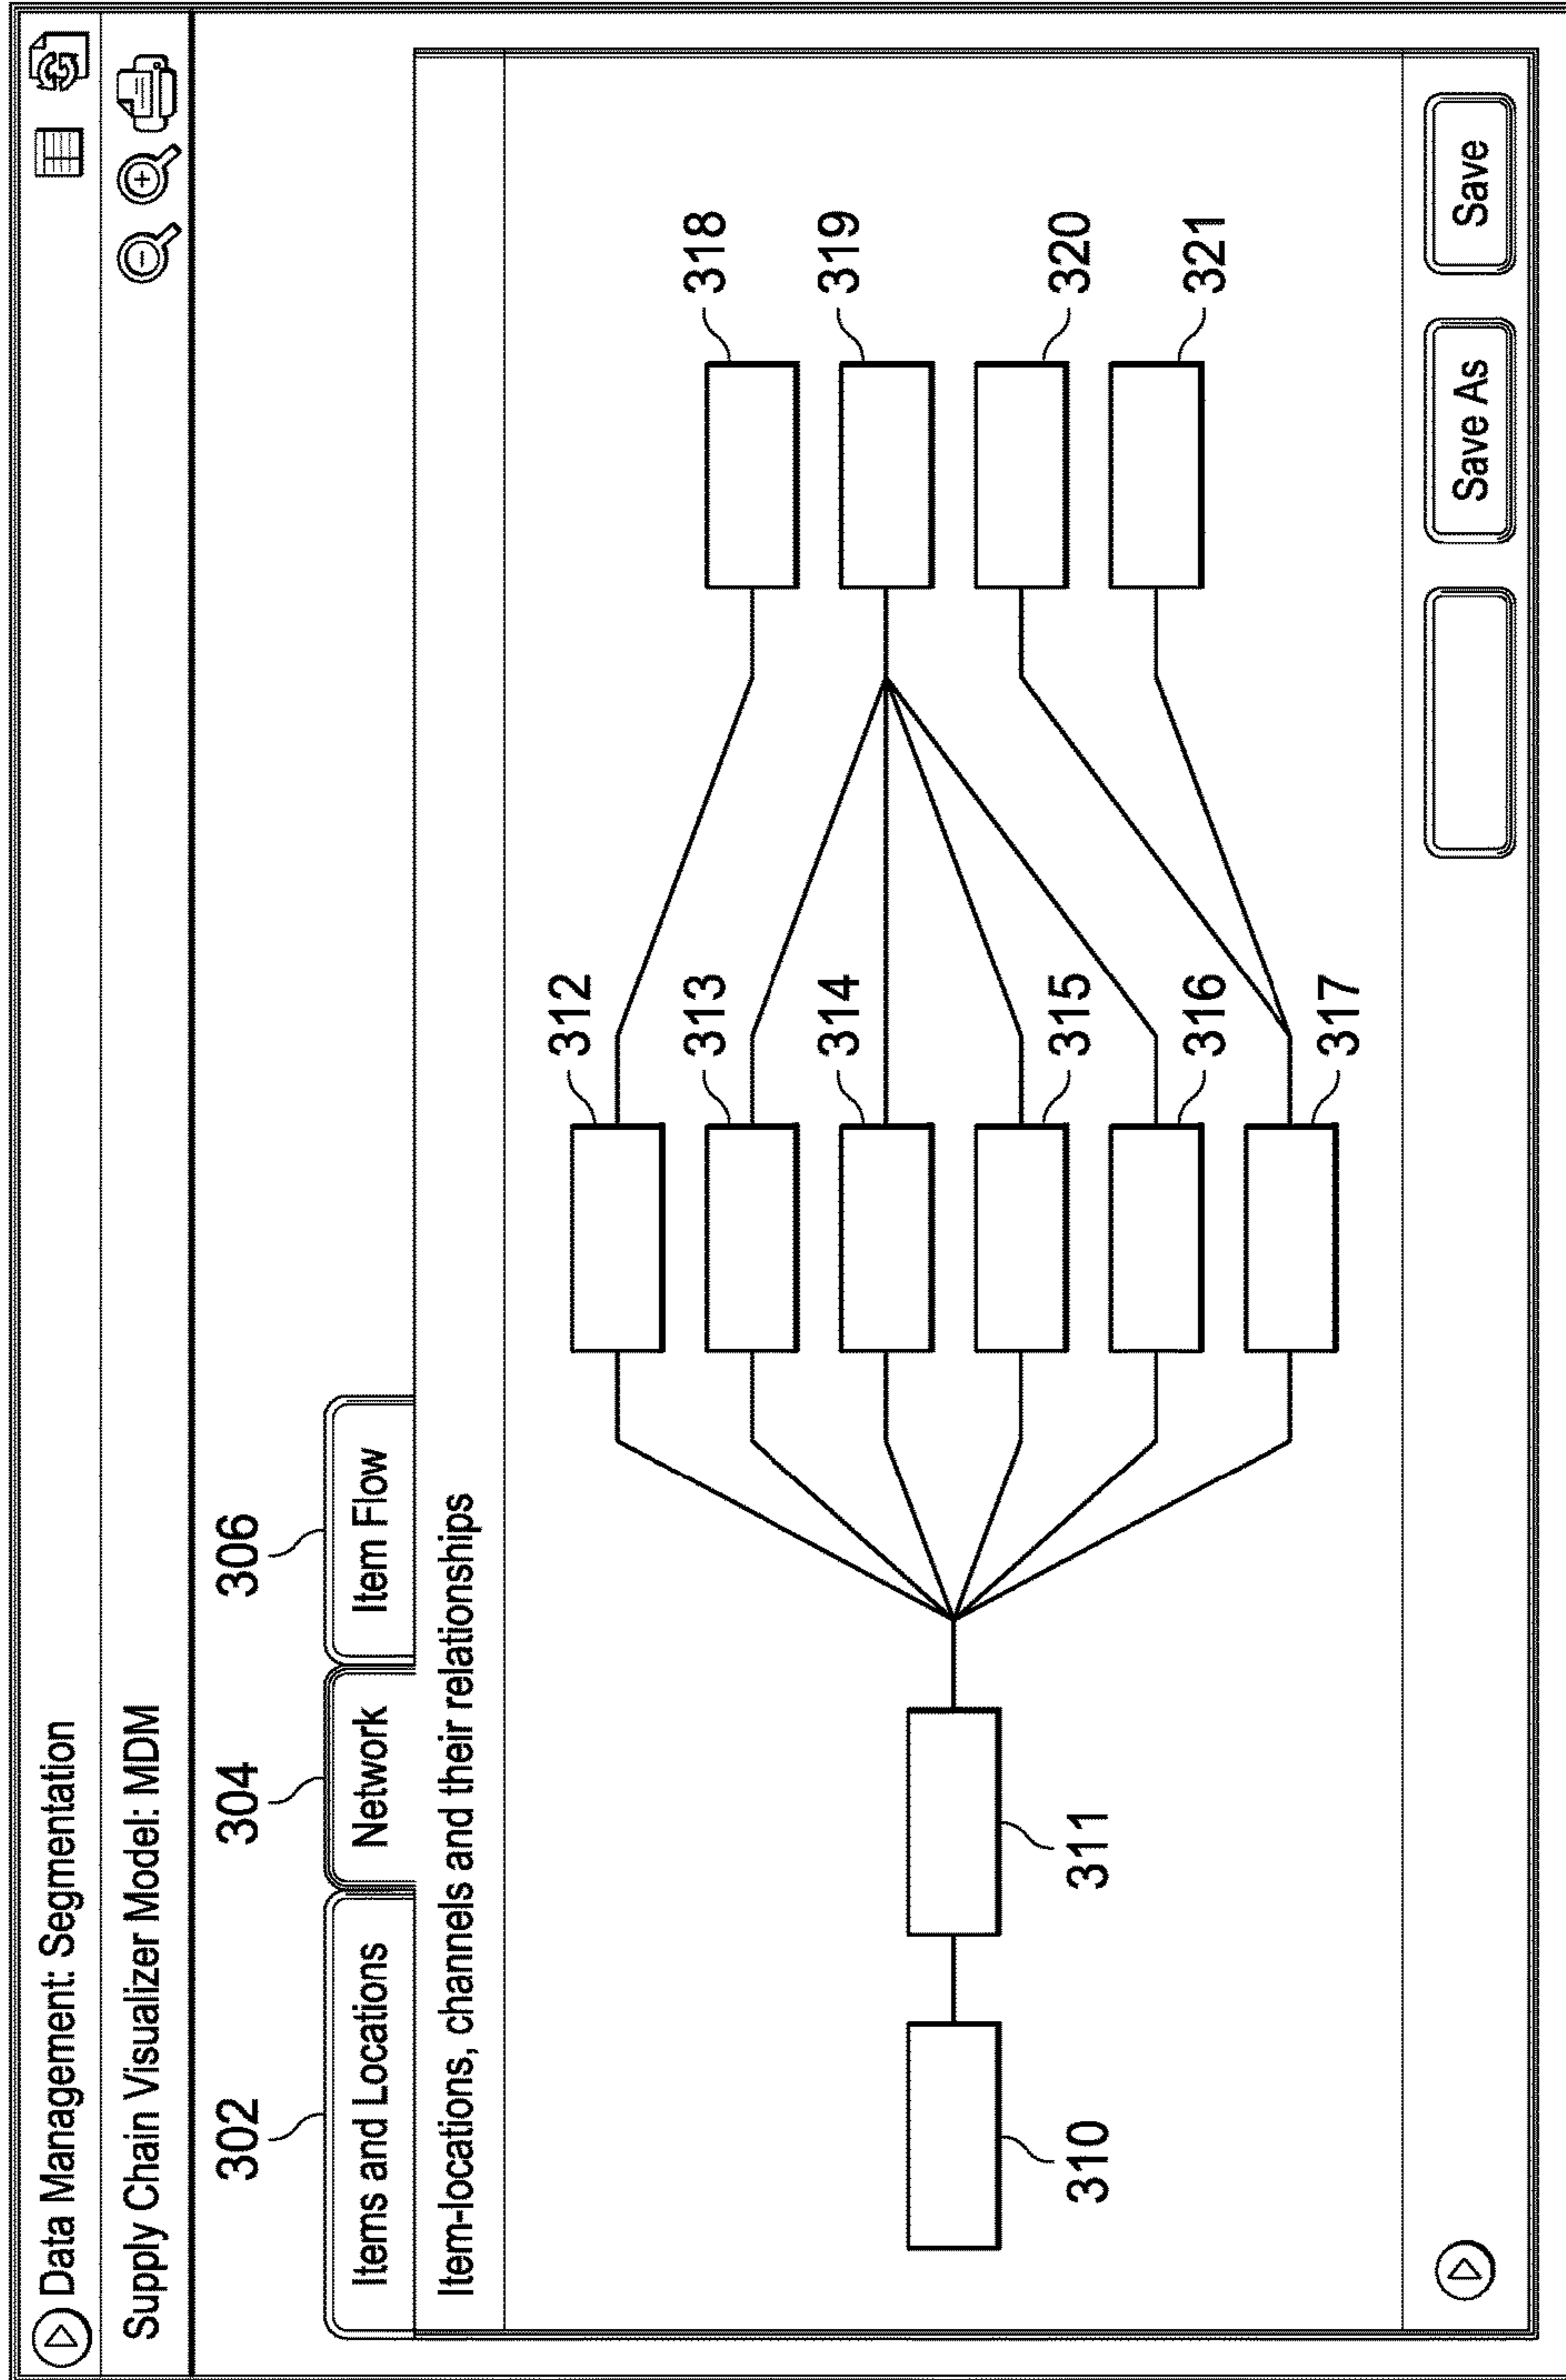 Data Management: Segmentation
Supply Chain Visualizer Model: MDM
302
304
306
Items and Locations
Network
Item Flow
Item-locations, channels and their relationships
310
311
312
313
314
315
316
317
318
319
320
321
Save As
Save